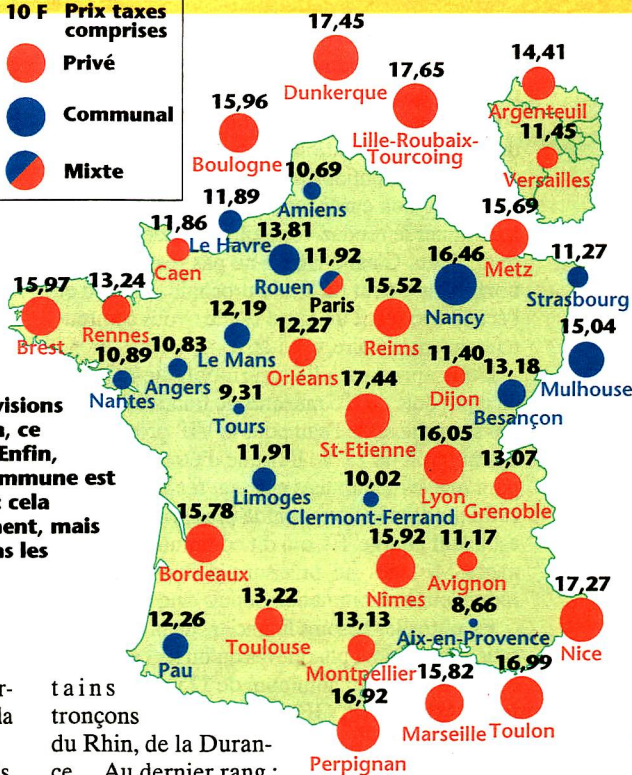 10 F Prix taxes
comprises
Privé
Communal
Mixte
17,45
Dunkerque
17,65
Lille-Roubaix-
Tourcoing
14,41
Argenteuil
11,45
Versailles
15,96
Boulogne
10,69
Amiens
11,89
Le Havre
11,86
Caen
13,81
Rouen
11,92
Paris
15,69
Metz
16,46
Nancy
11,27
Strasbourg
15,97
Brest
13,24
Rennes
12,19
Le Mans
12,27
Orléans
15,52
Reims
15,04
Mulhouse
10,89
Nantes
10,83
Angers
9,31
Tours
17,44
St-Etienne
11,40
Dijon
13,18
Besançon
11,91
Limoges
10,02
Clermont-Ferrand
16,05
Lyon
13,07
Grenoble
15,78
Bordeaux
15,92
Nîmes
11,17
Avignon
12,26
Pau
13,22
Toulouse
13,13
Montpellier
8,66
Aix-en-Provence
17,27
Nice
16,92
Perpignan
15,82
Marseille
16,99
Toulon
visions
, ce
Enfin,
mmune est
cela
ment, mais
s les
r-
la
tains
tronçons
du Rhin, de la Duran-
ce. Au dernier rang :